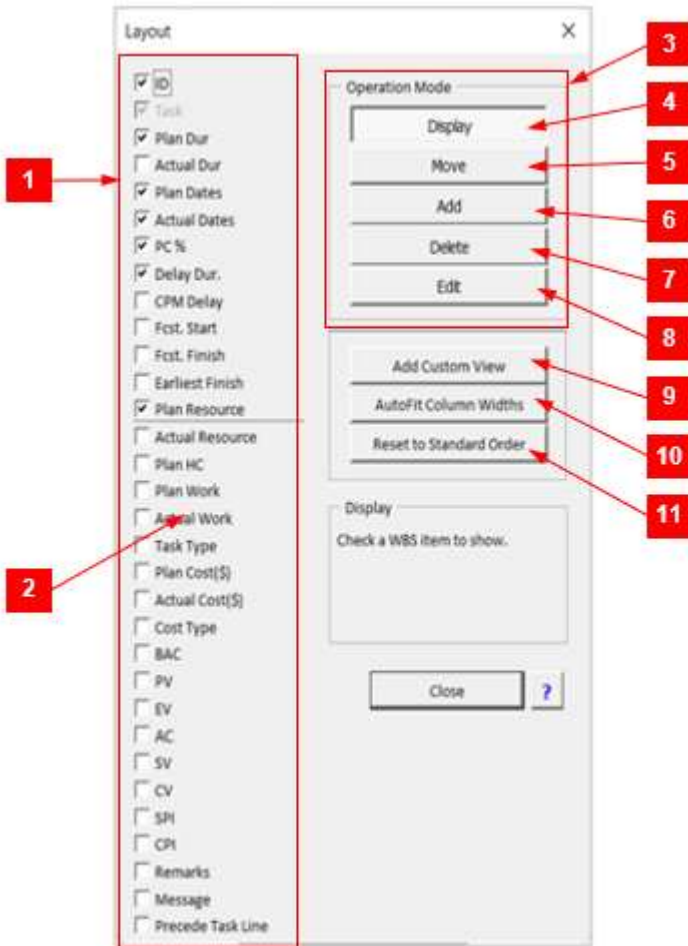 Layout
ID
Task
Plan Dur
Actual Dur
Plan Dates
Actual Dates
PC %
Delay Dur.
CPM Delay
Fcst. Start
Fcst. Finish
Earliest Finish
Plan Resource
Actual Resource
Plan HC
Plan Work
Actual Work
Task Type
Plan Cost($)
Actual Cost($)
Cost Type
BAC
PV
EV
AC
SV
CV
SPI
CPI
Remarks
Message
Precede Task Line
Operation Mode
Display
Move
Add
Delete
Edit
Add Custom View
AutoFit Column Widths
Reset to Standard Order
Display
Check a WBS item to show.
Close
?
1
2
3
4
5
6
7
8
9
10
11